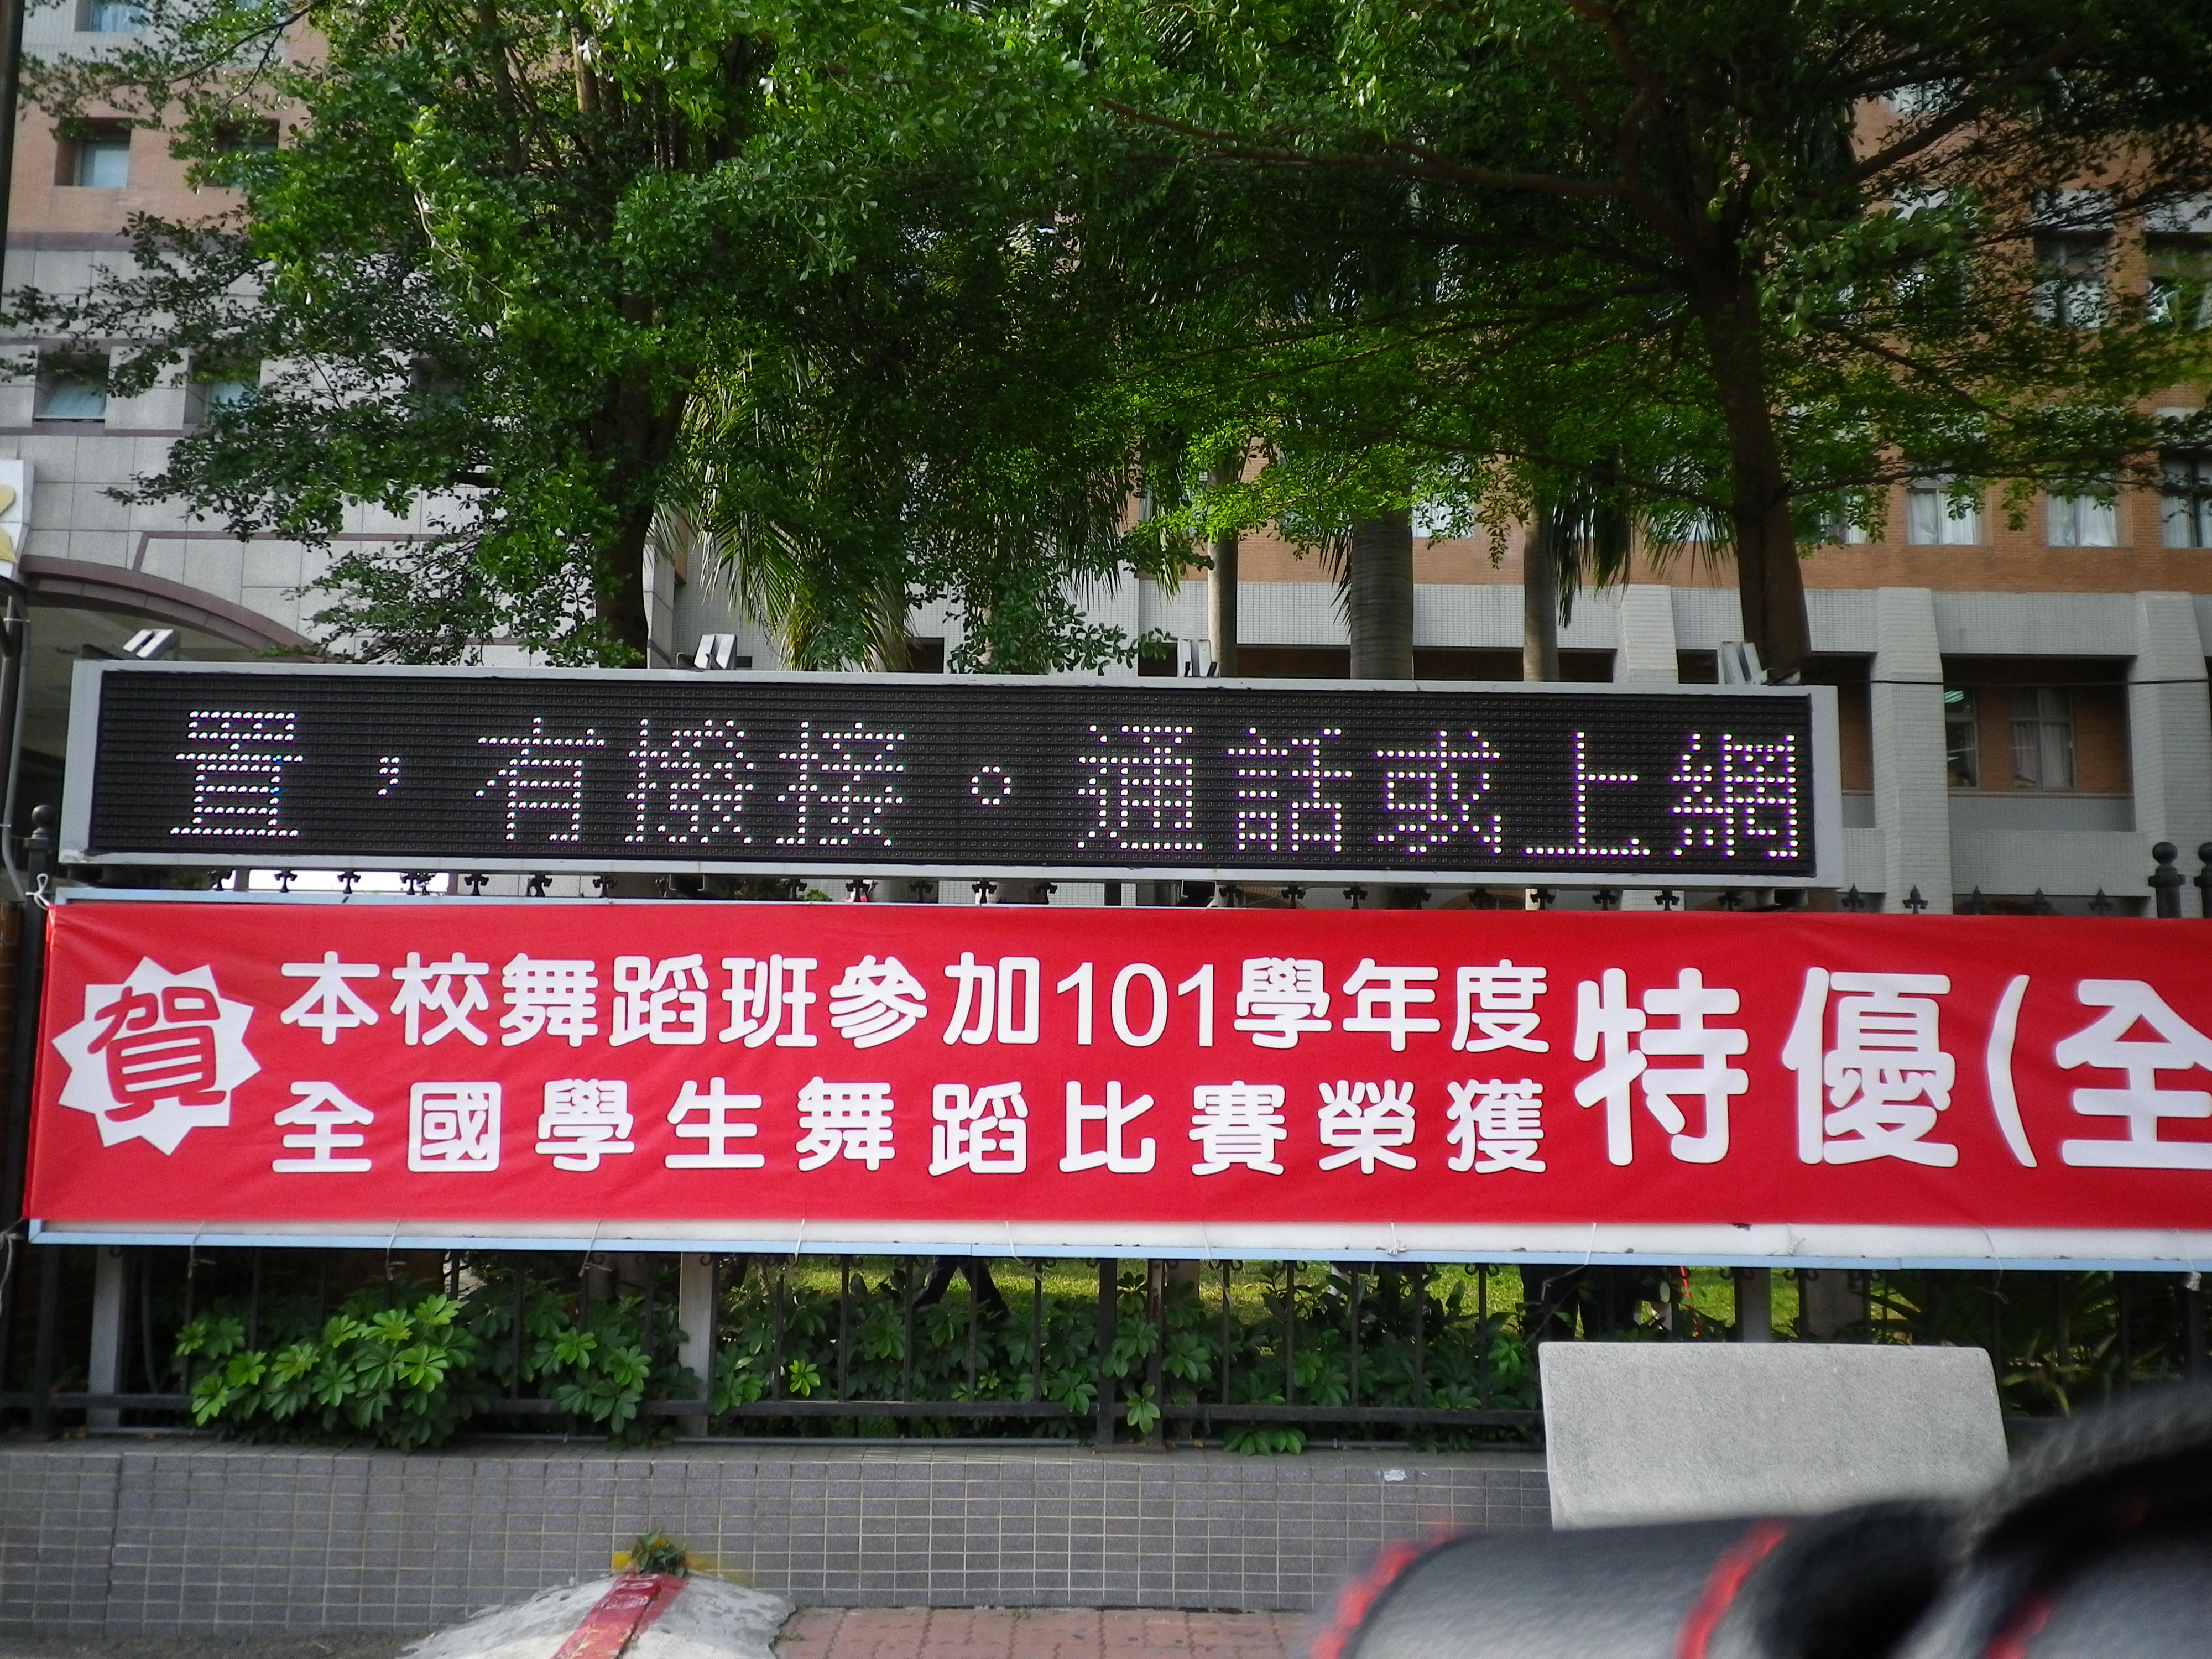 置，有線接。通話或上網
賀
本校舞蹈班參加101學年度
全國學生舞蹈比賽榮獲
特優(全